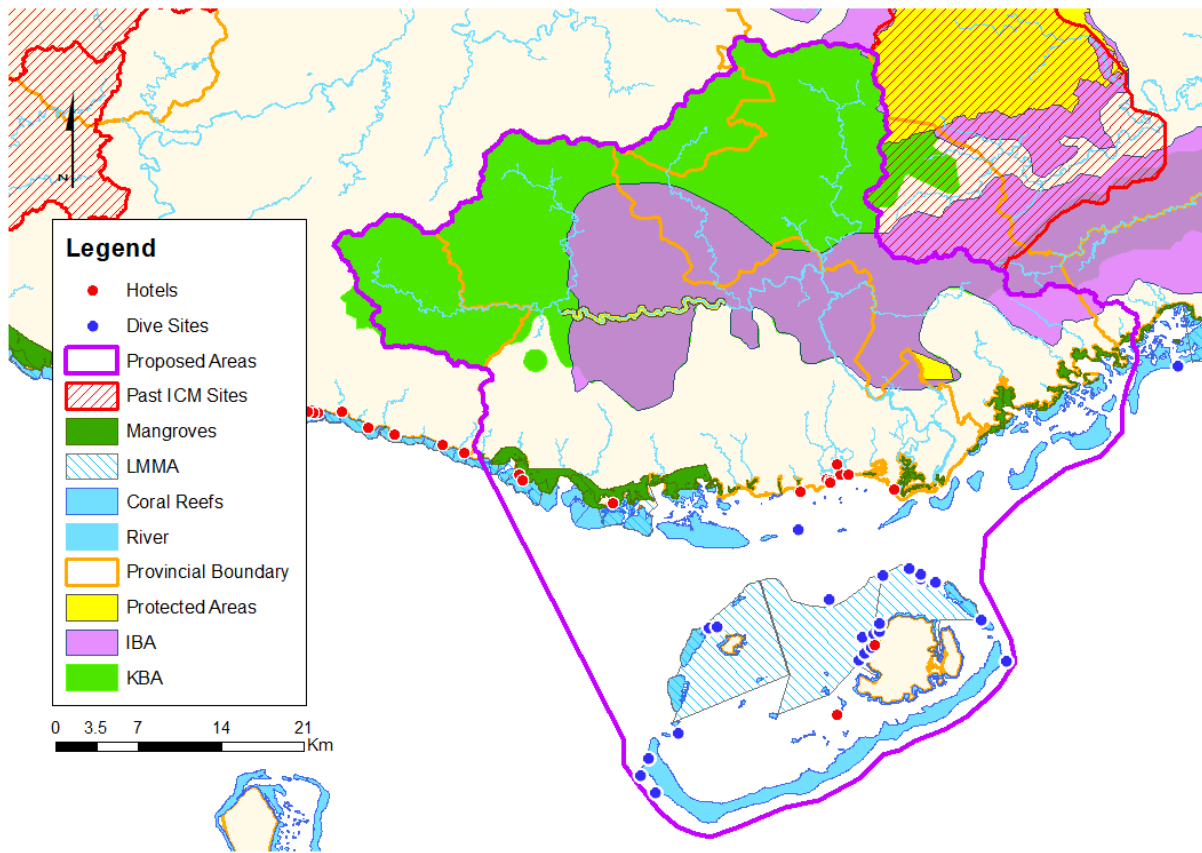 N
Legend
Hotels
Dive Sites
Proposed Areas
Past ICM Sites
Mangroves
LMMA
Coral Reefs
River
Provincial Boundary
Protected Areas
IBA
KBA
0 3.5 7 14 21
Km